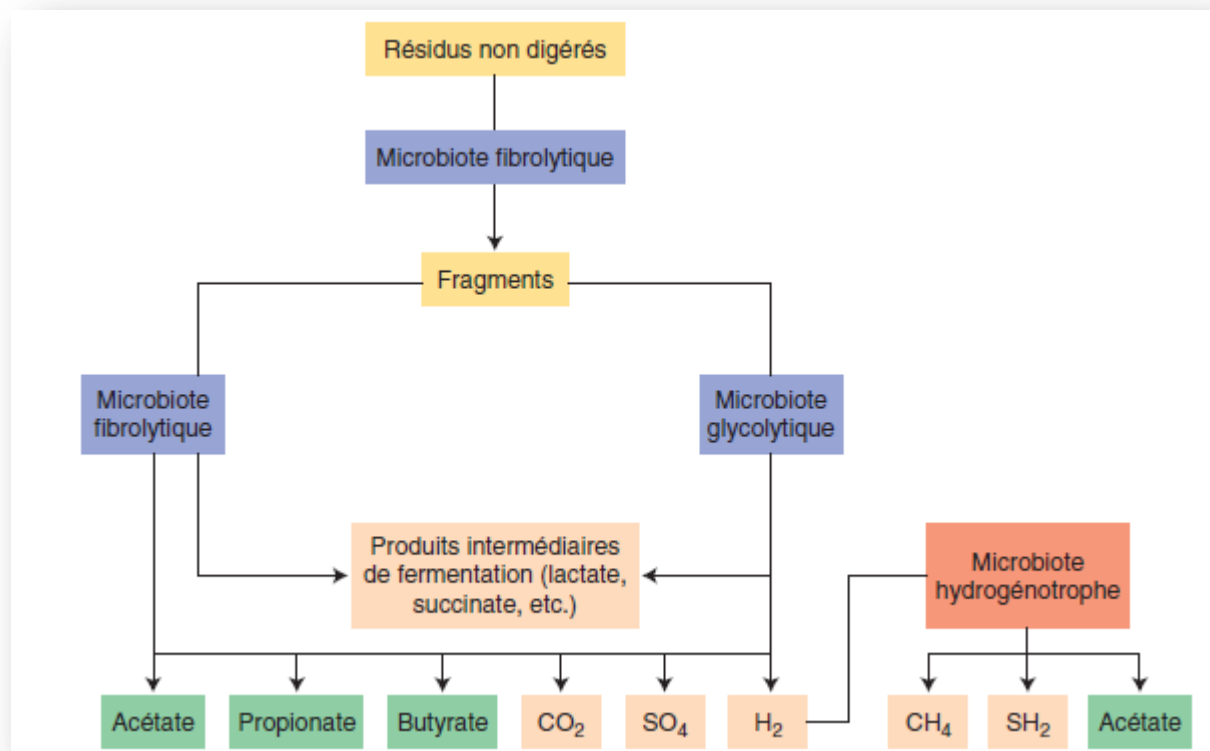 Résidus non digérés
Microbiote fibrolytique
Fragments
Microbiote
fibrolytique
Microbiote
glycolytique
Produits intermédiaires
de fermentation (lactate,
succinate, etc.)
Microbiote
hydrogénotrophe
Acétate
Propionate
Butyrate
CO₂
SO₄
H₂
CH₄
SH₂
Acétate